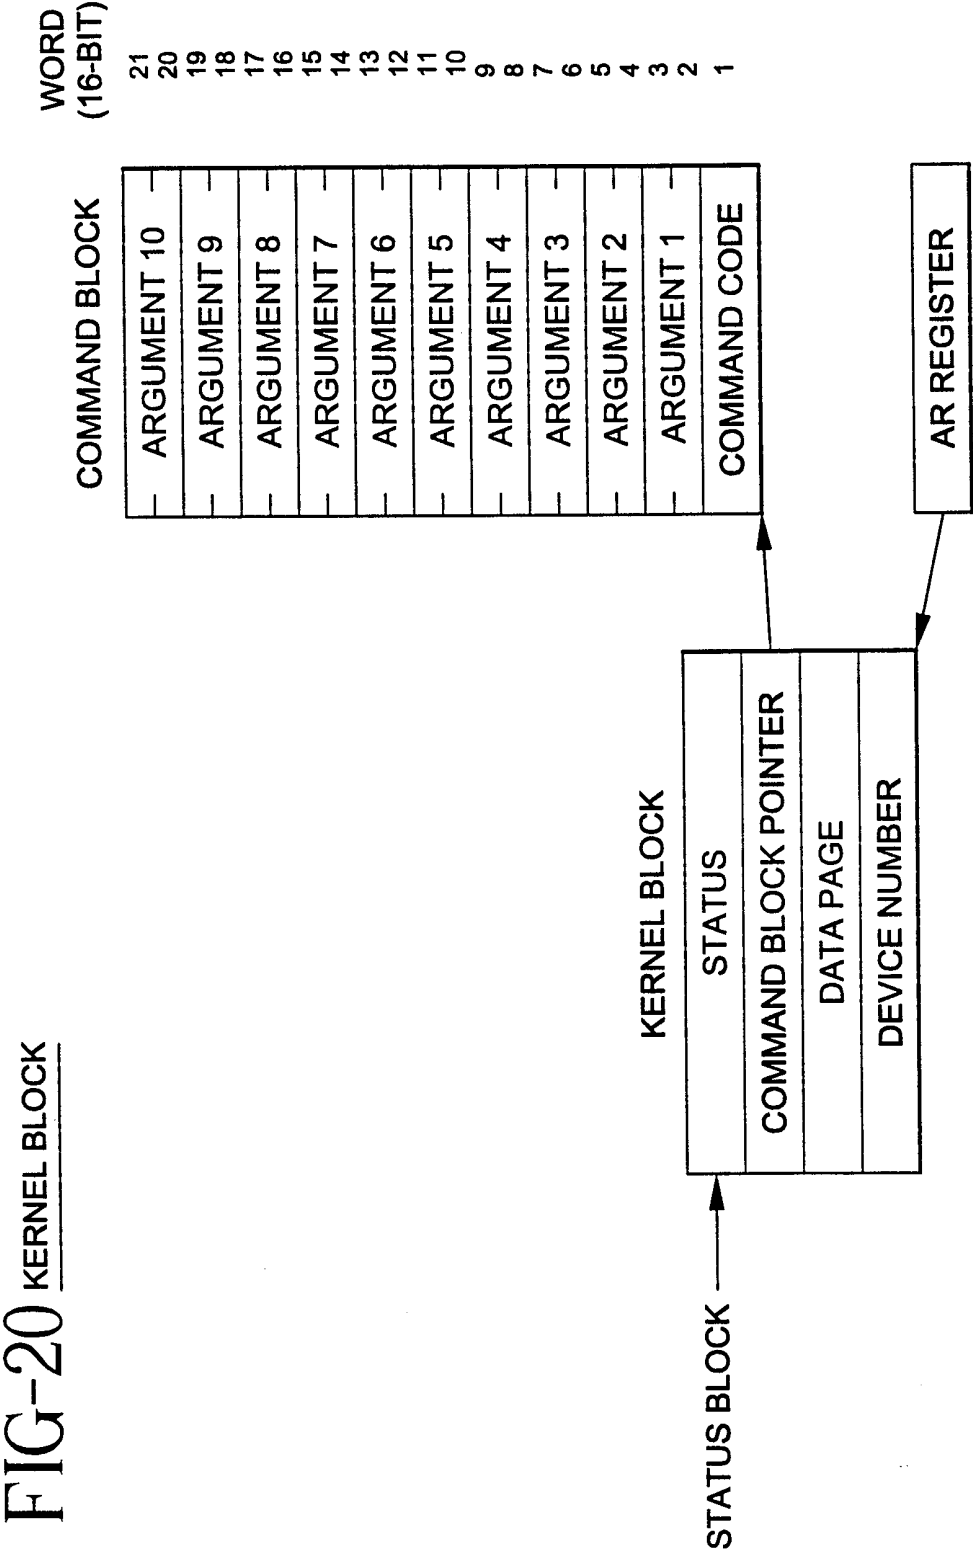 FIG-20 KERNEL BLOCK
COMMAND BLOCK
WORD
(16-BIT)
ARGUMENT 10
21
20
ARGUMENT 9
19
18
ARGUMENT 8
17
16
ARGUMENT 7
15
14
ARGUMENT 6
13
12
ARGUMENT 5
11
10
ARGUMENT 4
9
8
ARGUMENT 3
7
6
ARGUMENT 2
5
4
ARGUMENT 1
3
2
COMMAND CODE
1
KERNEL BLOCK
STATUS BLOCK
STATUS
COMMAND BLOCK POINTER
DATA PAGE
DEVICE NUMBER
AR REGISTER